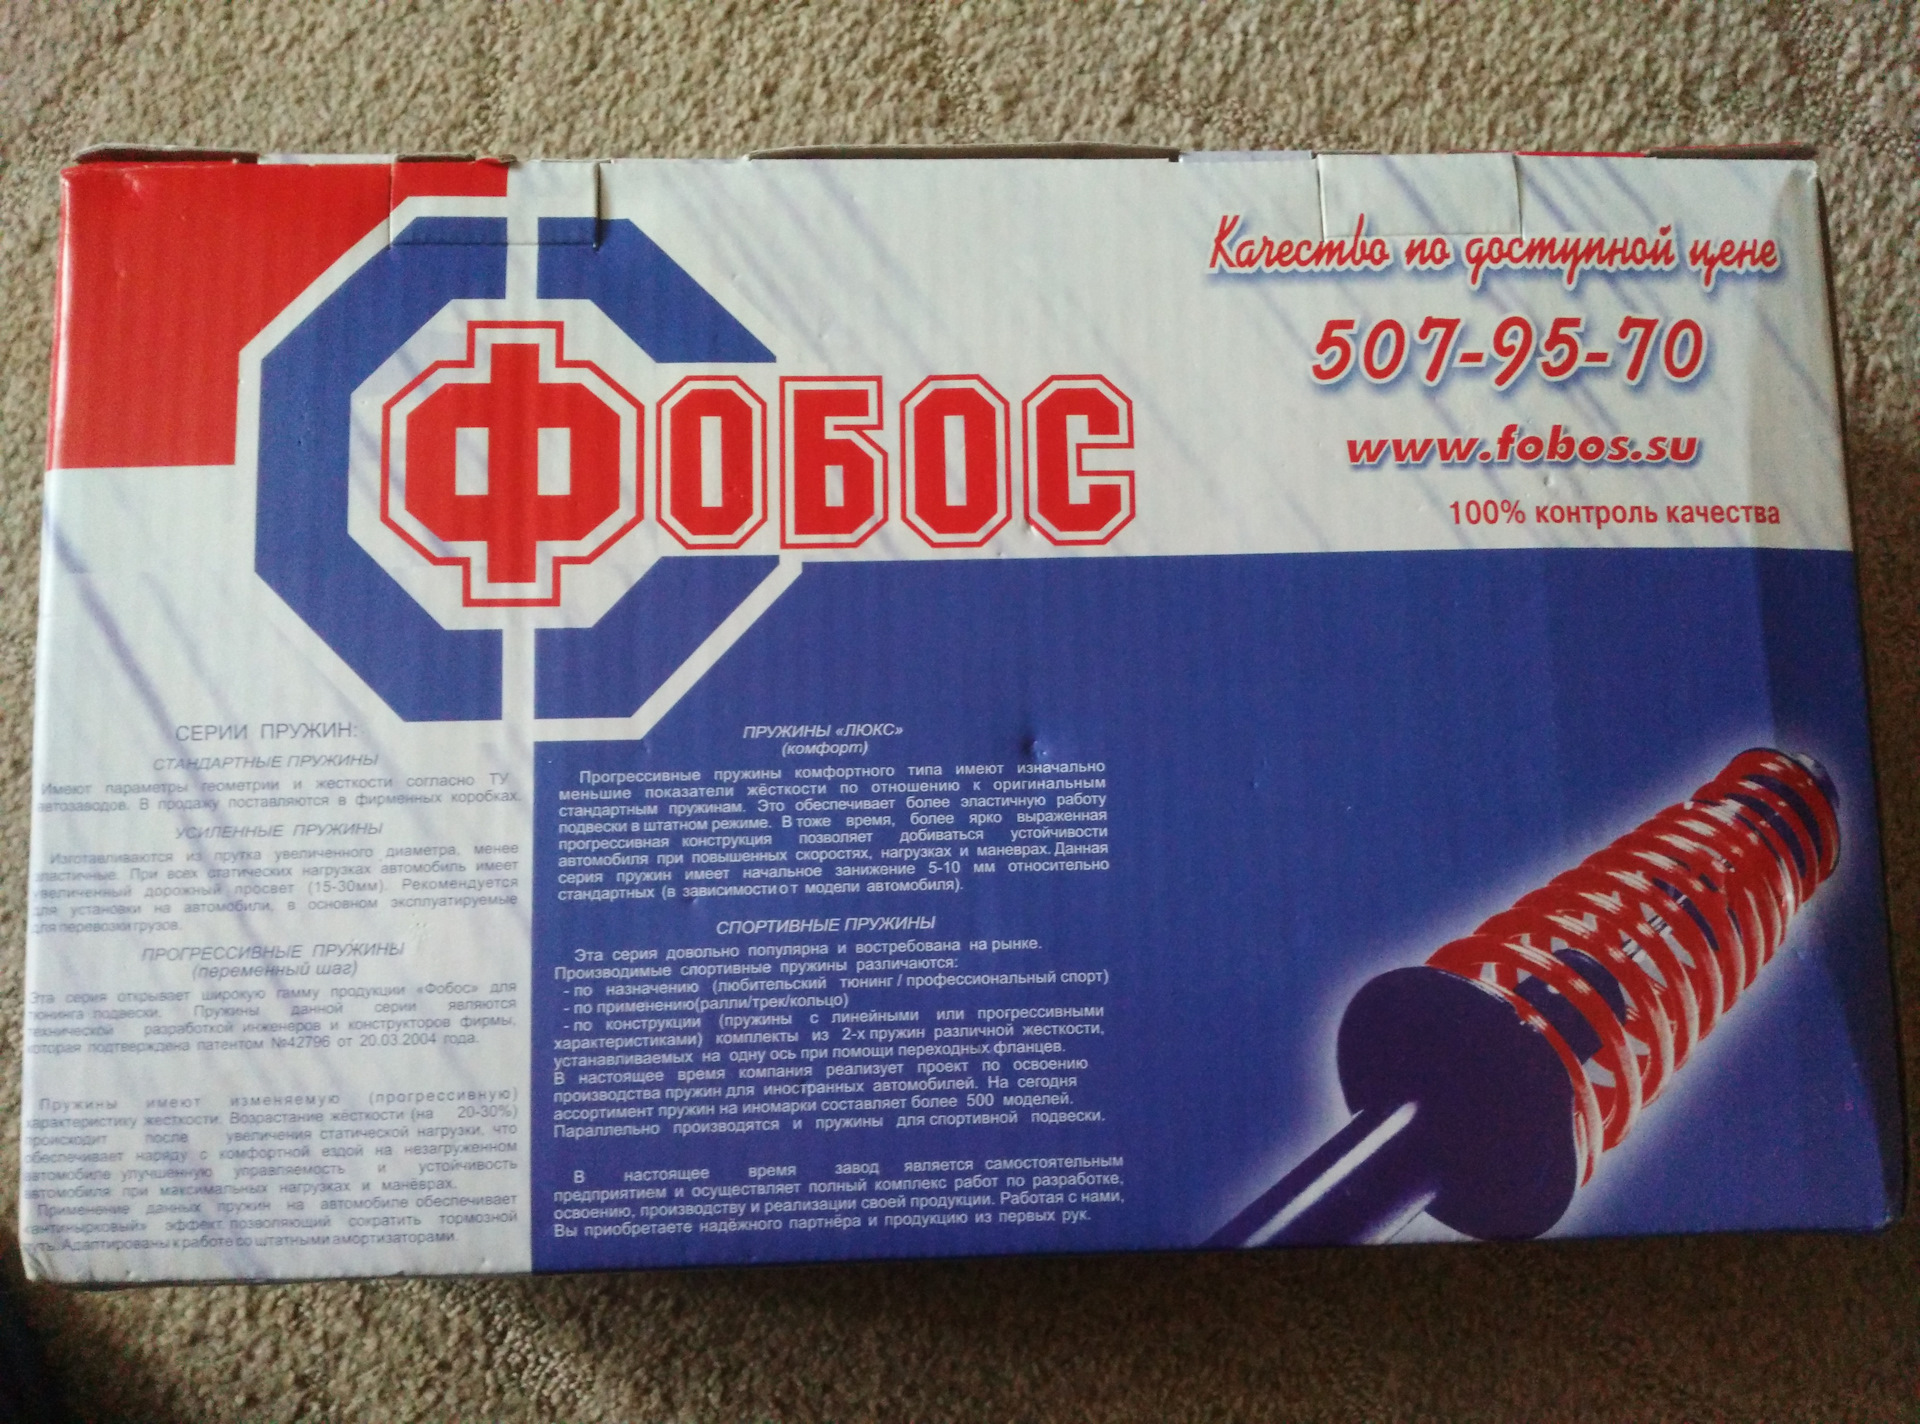 Качество по доступной цене
507-95-70
www.fobos.su
100% контроль качества
ФОБОС
СЕРИИ ПРУЖИН:
СТАНДАРТНЫЕ ПРУЖИНЫ
Имеют параметры геометрии и жесткости согласно ТУ
автозаводов. В продажу поставляются в фирменных коробках.
УСИЛЕННЫЕ ПРУЖИНЫ
Изготавливаются из прутка увеличенного диаметра, менее
эластичные. При всех статических нагрузках автомобиль имеет
увеличенный дорожный просвет (15-30мм). Рекомендуется
для установки на автомобили, в основном эксплуатируемые
для перевозки грузов.
ПРОГРЕССИВНЫЕ ПРУЖИНЫ
(переменный шаг)
Эта серия открывает широкую гамму продукции «Фобос» для
тюнинга подвески. Пружины данной серии являются
технической разработкой инженеров и конструкторов фирмы,
которая подтверждена патентом №42796 от 20.03.2004 года.
Пружины имеют изменяемую (прогрессивную)
характеристику жесткости. Возрастание жёсткости (на 20-30%)
происходит после увеличения статической нагрузки, что
обеспечивает наряду с комфортной ездой на незагруженном
автомобиле улучшенную управляемость и устойчивость
автомобиля при максимальных нагрузках и манёврах.
Применение данных пружин на автомобиле обеспечивает
«антинырковый» эффект позволяющий сократить тормозной
путь. Адаптированы к работе со штатными амортизаторами.
ПРУЖИНЫ «ЛЮКС»
(комфорт)
Прогрессивные пружины комфортного типа имеют изначально
меньшие показатели жёсткости по отношению к оригинальным
стандартным пружинам. Это обеспечивает более эластичную работу
подвески в штатном режиме. В тоже время, более ярко выраженная
прогрессивная конструкция позволяет добиваться устойчивости
автомобиля при повышенных скоростях, нагрузках и маневрах. Данная
серия пружин имеет начальное занижение 5-10 мм относительно
стандартных (в зависимости от модели автомобиля).
СПОРТИВНЫЕ ПРУЖИНЫ
Эта серия довольно популярна и востребована на рынке.
Производимые спортивные пружины различаются:
- по назначению (любительский тюнинг / профессиональный спорт)
- по применению(ралли/трек/кольцо)
- по конструкции (пружины с линейными или прогрессивными
характеристиками) комплекты из 2-х пружин различной жесткости,
устанавливаемых на одну ось при помощи переходных фланцев.
В настоящее время компания реализует проект по освоению
производства пружин для иностранных автомобилей. На сегодня
ассортимент пружин на иномарки составляет более 500 моделей.
Параллельно производятся и пружины для спортивной подвески.
В настоящее время завод является самостоятельным
предприятием и осуществляет полный комплекс работ по разработке,
освоению, производству и реализации своей продукции. Работая с нами,
Вы приобретаете надёжного партнёра и продукцию из первых рук.